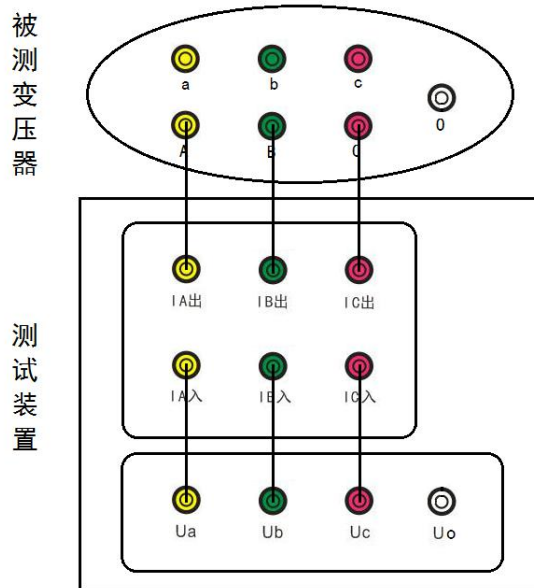 被测变压器
a b c
0
A B C
测试装置
IA出 IB出 IC出
IA入 IB入 IC入
Ua Ub Uc Uo